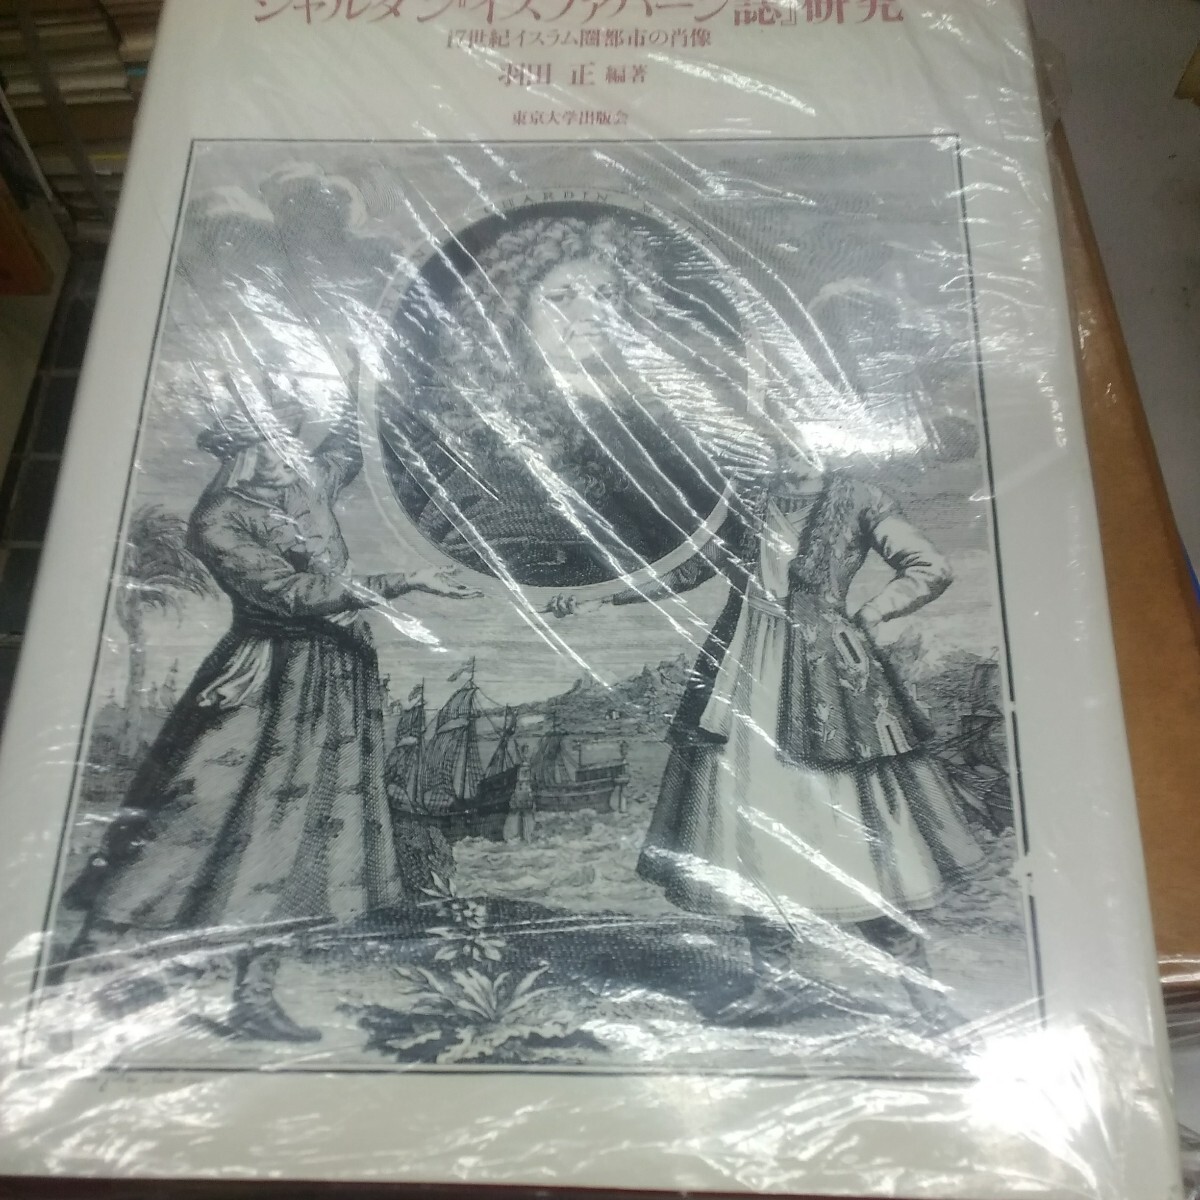 シャルダン『イスファハーン誌』研究
17世紀イスラム圏都市の肖像
羽田 正 編著
東京大学出版会
HARDIN